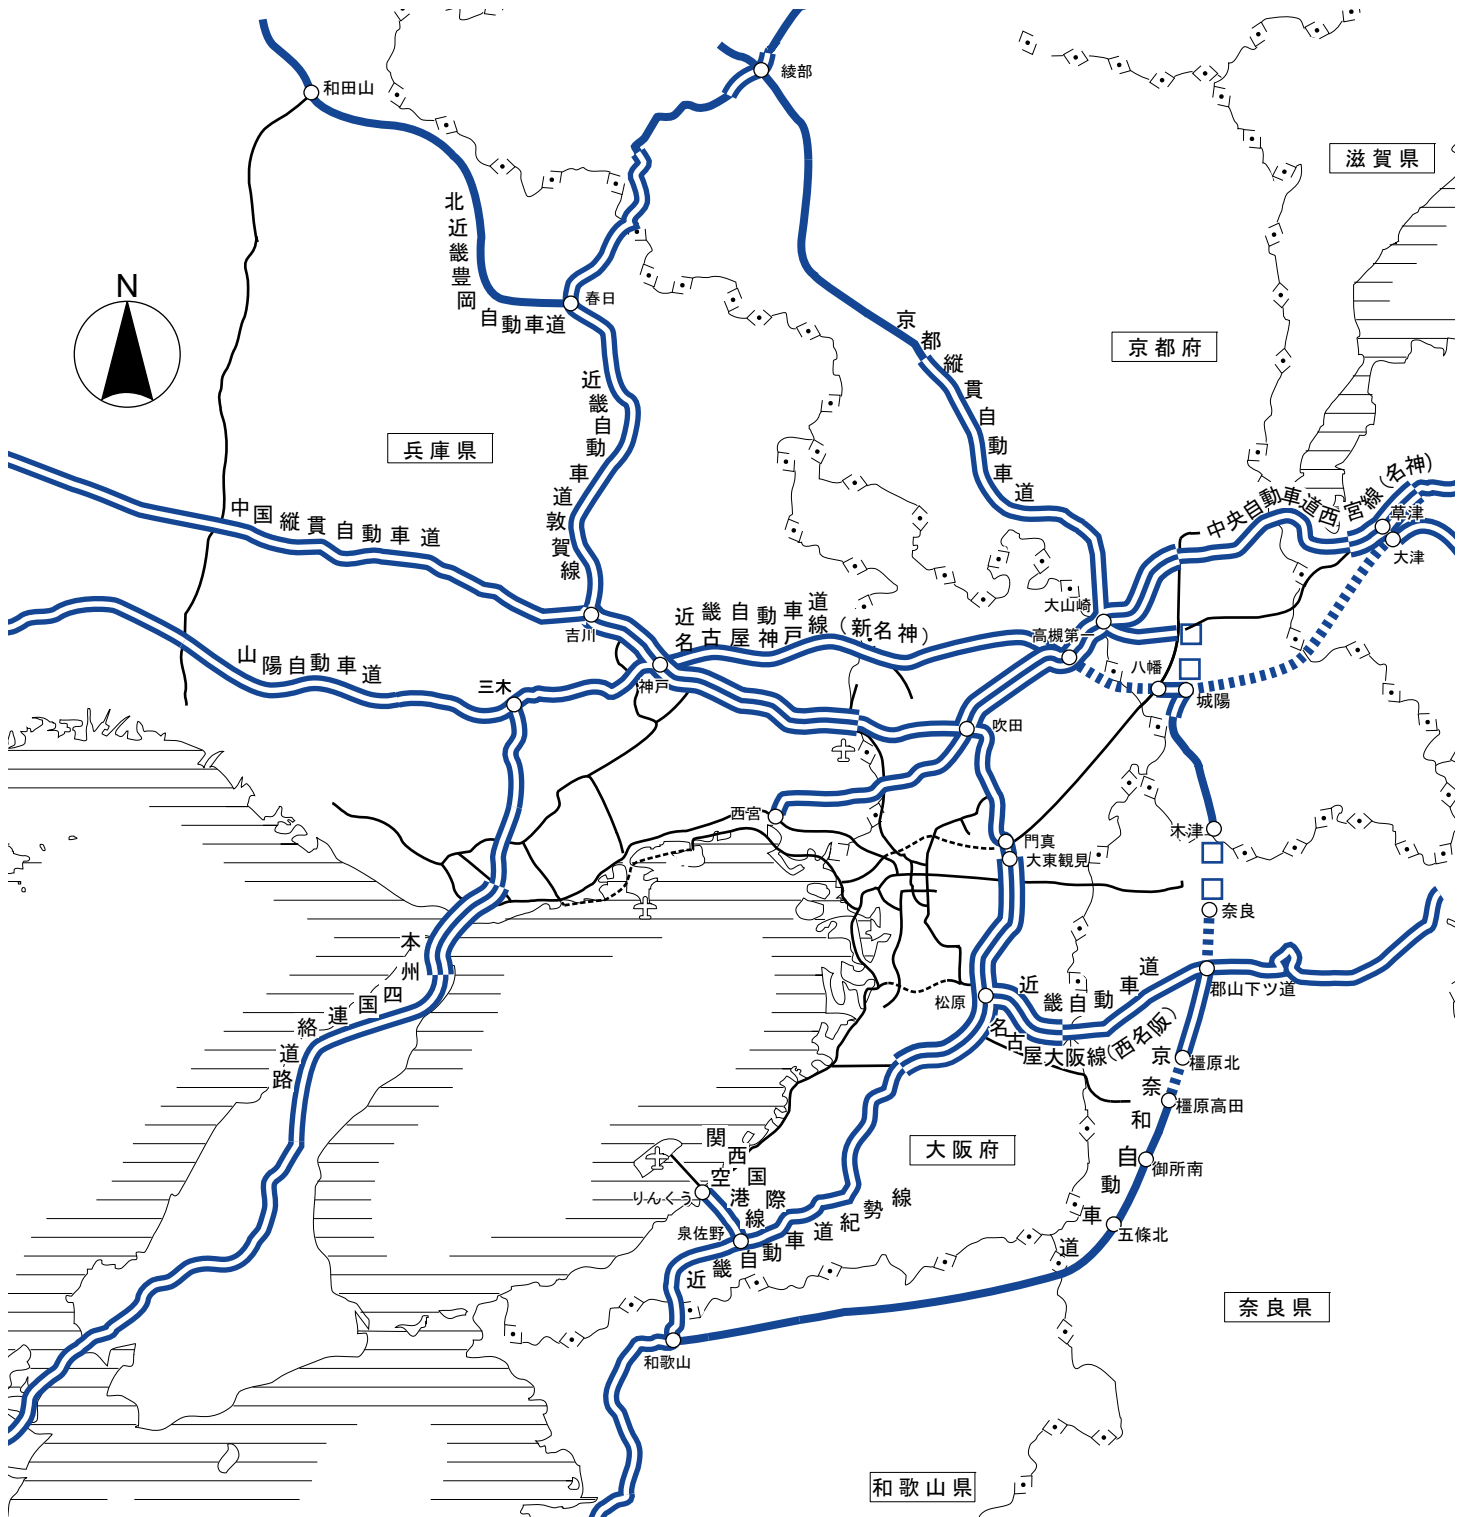 和田山
綾部
滋賀県
北近畿豊岡自動車道
N
春日
京都府
京都縦貫自動車道
近畿自動車道敦賀線
兵庫県
中央自動車道西宮線(名神)
草津
大津
中国縦貫自動車道
吉川
近畿自動車道
名古屋神戸線(新名神)
大山崎
高槻第一
山陽自動車道
三木
神戸
八幡
城陽
吹田
西宮
木津
門真
大東観見
奈良
本州四国連絡道路
松原
近畿自動車道
名古屋大阪線(西名阪)
郡山下ツ道
橿原北
橿原高田
京奈和自動車道
大阪府
御所南
関西国際空港線
りんくう
泉佐野
近畿自動車道紀勢線
五條北
奈良県
和歌山
和歌山県